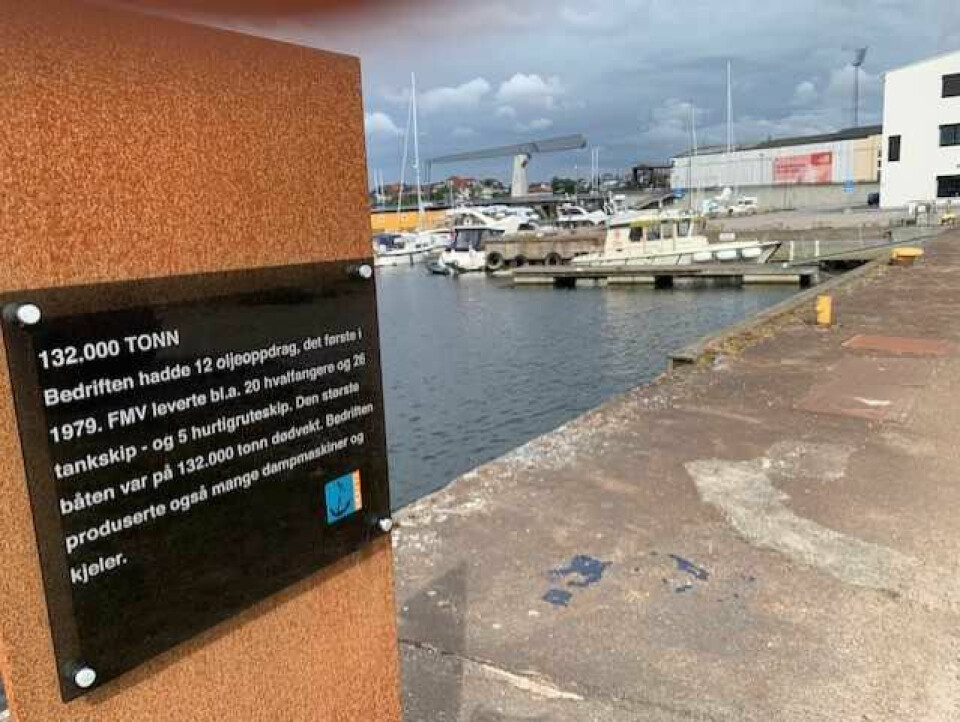 132.000 TONN
Bedriften hadde 12 oljeoppdrag, det første i
1979. FMV leverte bl.a. 20 hvalfangere og 26
tankskip - og 5 hurtigruteskip. Den største
båten var på 132.000 tonn dødvekt. Bedriften
produserte også mange dampmaskiner og
kjeler.